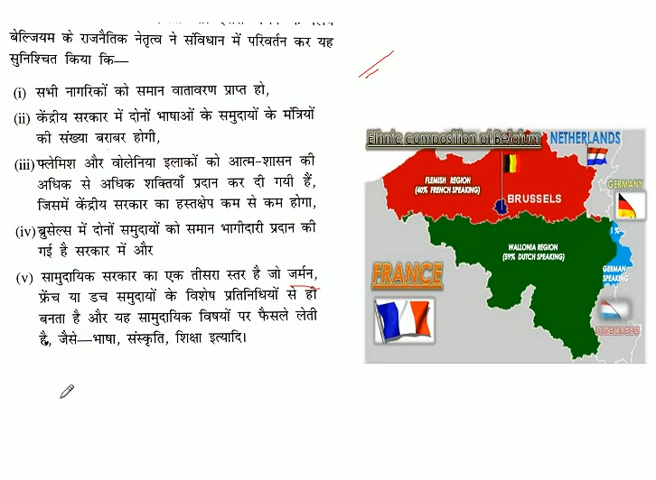 बेल्जियम के राजनैतिक नेतृत्व ने संविधान में परिवर्तन कर यह
सुनिश्चित किया कि—
(i) सभी नागरिकों को समान वातावरण प्राप्त हो,
(ii) केंद्रीय सरकार में दोनों भाषाओं के समुदायों के मंत्रियों
की संख्या बराबर होगी,
(iii) फ्लेमिश और वोलेनिया इलाकों को आत्म-शासन की
अधिक से अधिक शक्तियाँ प्रदान कर दी गयी हैं,
जिसमें केंद्रीय सरकार का हस्तक्षेप कम से कम होगा,
(iv) ब्रुसेल्स में दोनों समुदायों को समान भागीदारी प्रदान की
गई है सरकार में और
(v) सामुदायिक सरकार का एक तीसरा स्तर है जो जर्मन,
फ्रेंच या डच समुदायों के विशेष प्रतिनिधियों से ही
बनता है और यह सामुदायिक विषयों पर फैसले लेती
है, जैसे—भाषा, संस्कृति, शिक्षा इत्यादि।
Ethnic composition of Belgium
NETHERLANDS
FLEMISH REGION
(40% FRENCH SPEAKING)
GERMANY
BRUSSELS
1%
WALLONIA REGION
(59% DUTCH SPEAKING)
GERMAN
SPEAKING
FRANCE
LUXEMBURG